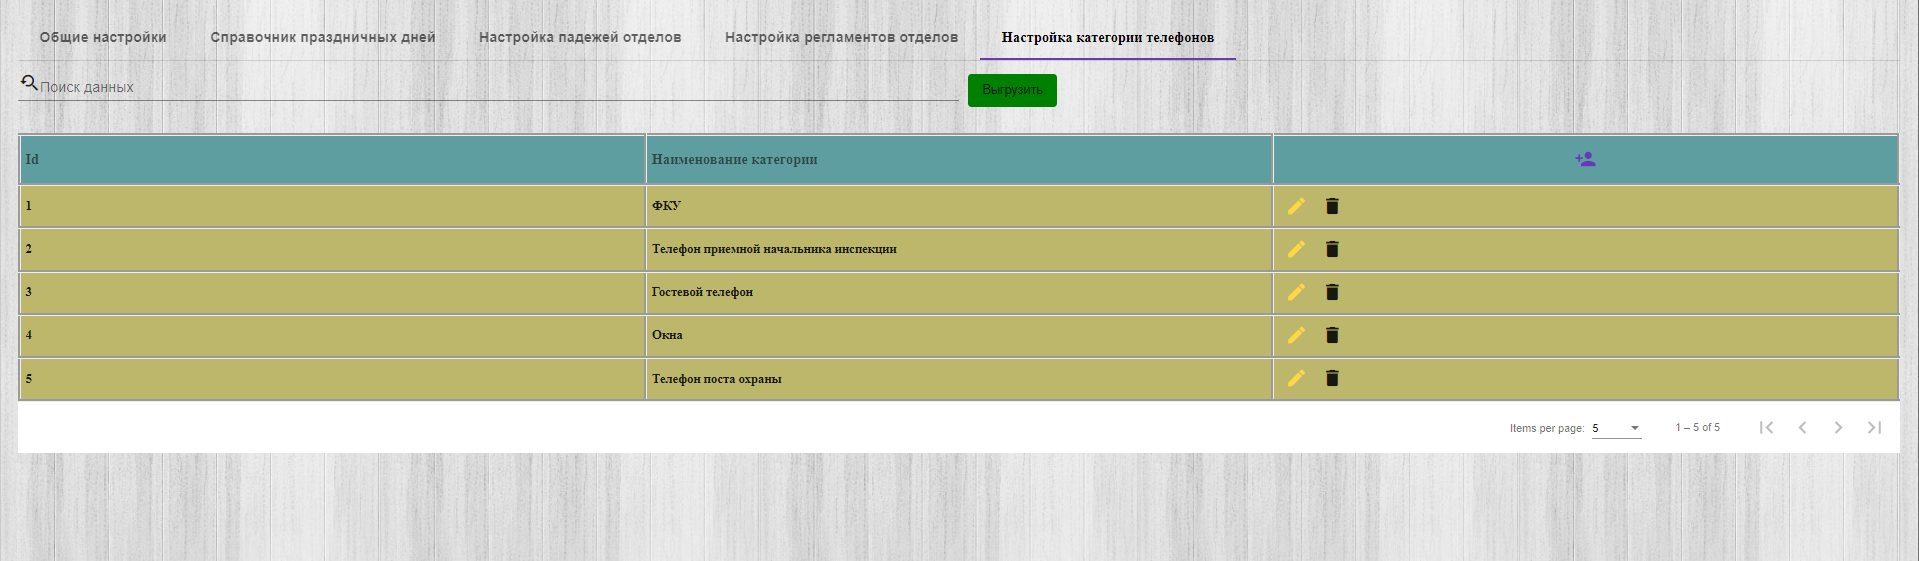 Общие настройки Справочник праздничных дней Настройка падежей отделов Настройка регламентов отделов Настройка категории телефонов
Поиск данных Выгрузить
Id Наименование категории
1 ФКУ
2 Телефон приемной начальника инспекции
3 Гостевой телефон
4 Окна
5 Телефон поста охраны
Items per page: 5 1 – 5 of 5